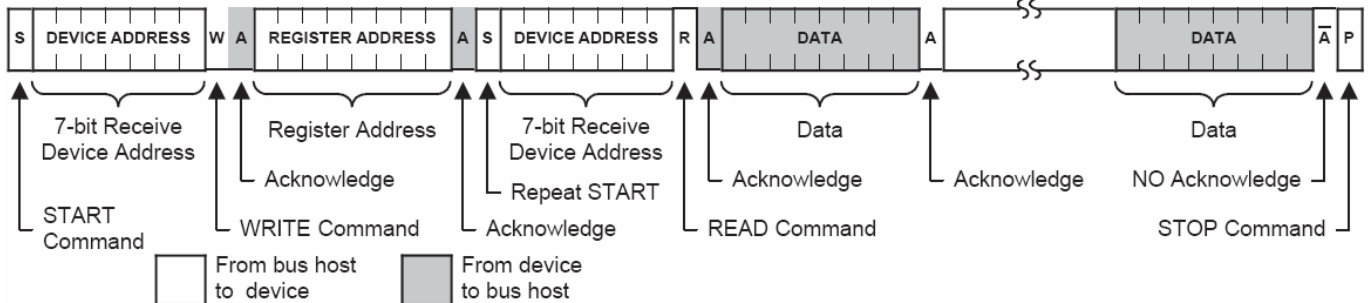 S DEVICE ADDRESS W A REGISTER ADDRESS A S DEVICE ADDRESS R A DATA A DATA A̅ P
7-bit Receive
Device Address
Register Address
7-bit Receive
Device Address
Data
Data
Acknowledge
Repeat START
Acknowledge
Acknowledge
NO Acknowledge
START
Command
WRITE Command
Acknowledge
READ Command
STOP Command
From bus host
to device
From device
to bus host